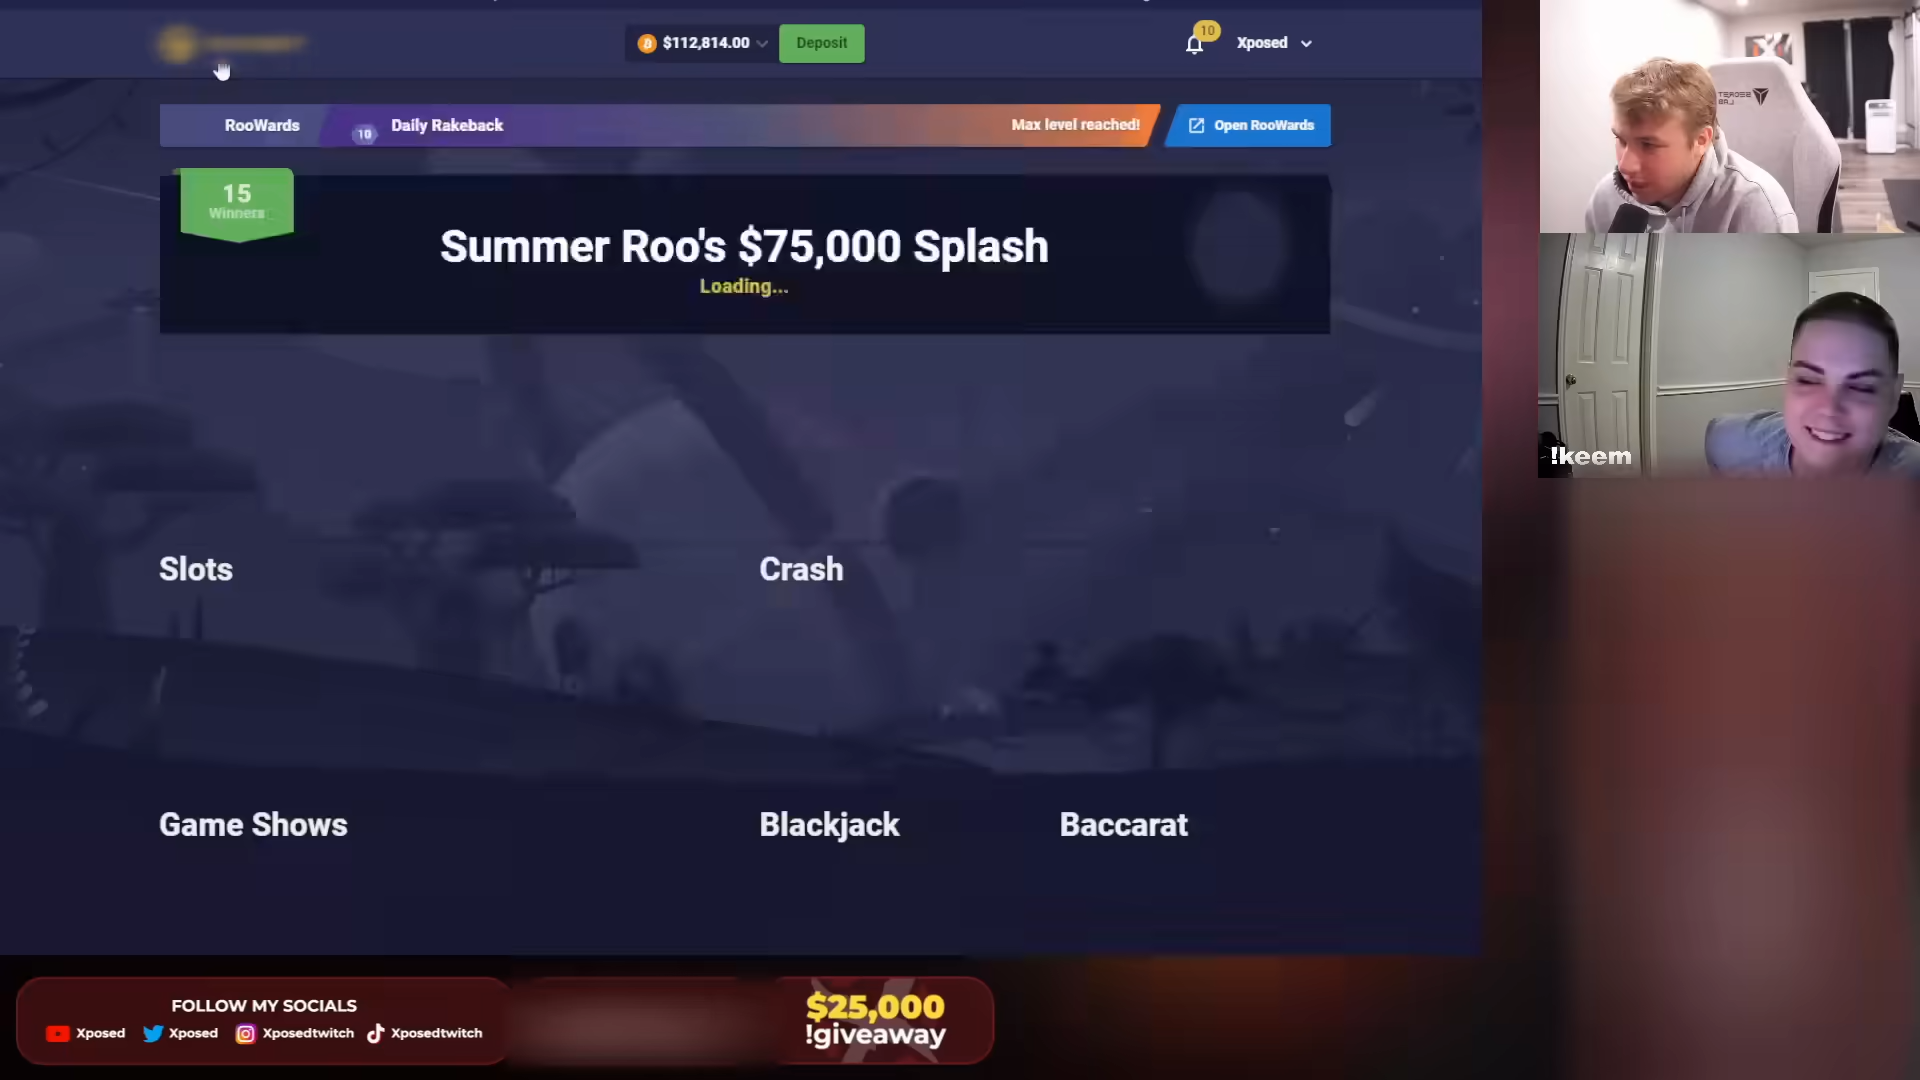 $112,814.00
Deposit
10
Xposed
RooWards
10
Daily Rakeback
Max level reached!
Open RooWards
15
Winners
Summer Roo's $75,000 Splash
Loading...
Slots
Crash
Game Shows
Blackjack
Baccarat
!keem
FOLLOW MY SOCIALS
Xposed
Xposed
Xposedtwitch
Xposedtwitch
$25,000
!giveaway